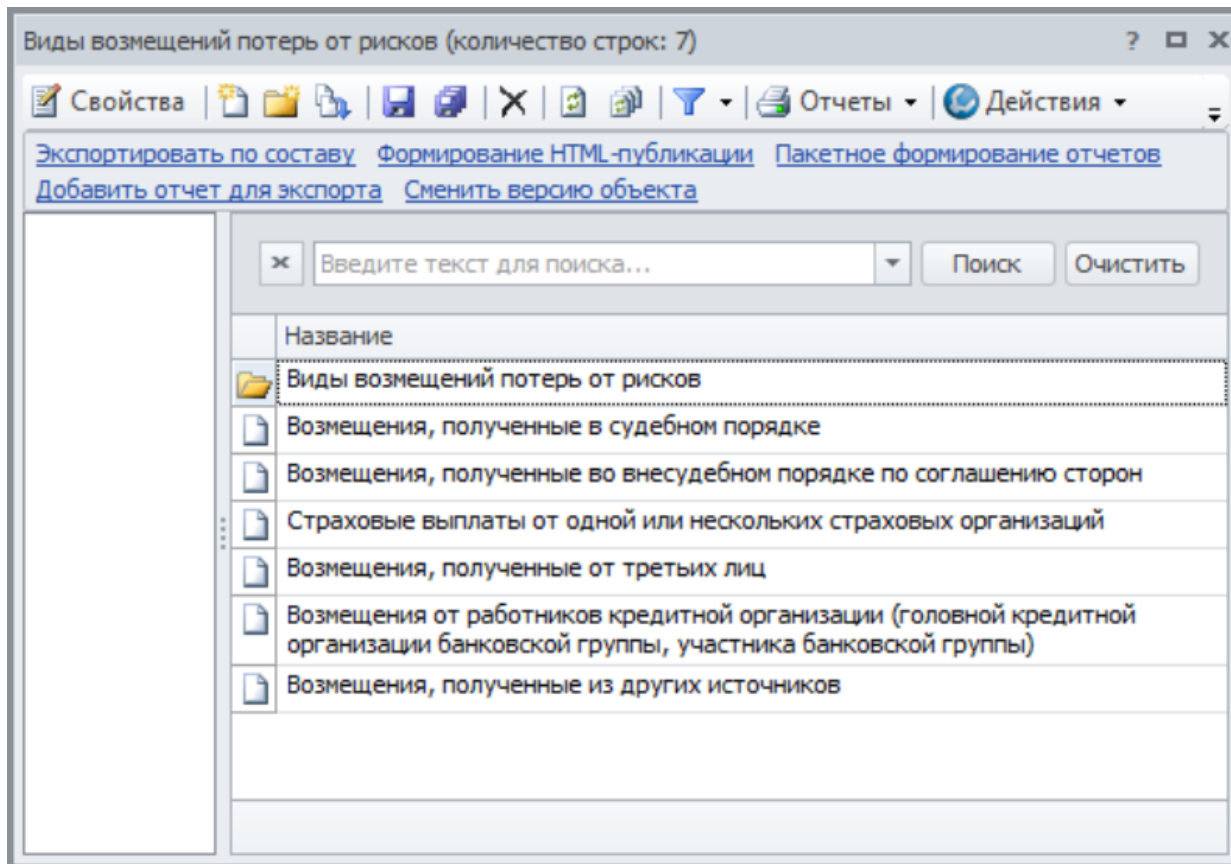 Виды возмещений потерь от рисков (количество строк: 7)
Свойства Отчеты Действия
Экспортировать по составу Формирование HTML-публикации Пакетное формирование отчетов
Добавить отчет для экспорта Сменить версию объекта
Введите текст для поиска... Поиск Очистить
Название
Виды возмещений потерь от рисков
Возмещения, полученные в судебном порядке
Возмещения, полученные во внесудебном порядке по соглашению сторон
Страховые выплаты от одной или нескольких страховых организаций
Возмещения, полученные от третьих лиц
Возмещения от работников кредитной организации (головной кредитной
организации банковской группы, участника банковской группы)
Возмещения, полученные из других источников